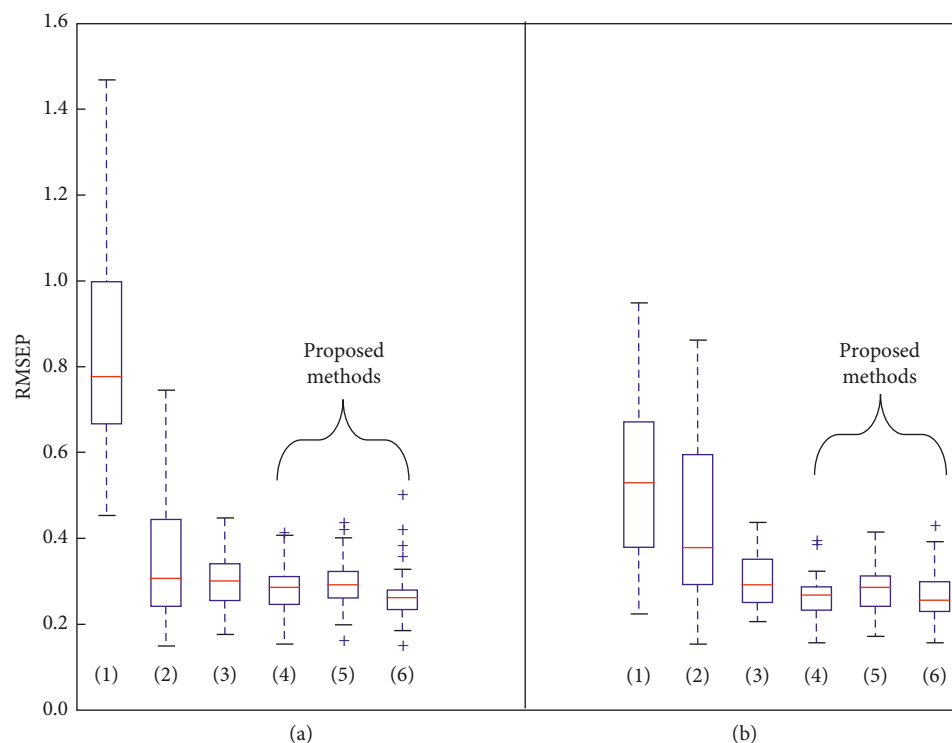 1.6
1.4
1.2
1.0
0.8
0.6
0.4
0.2
0.0
RMSEP
Proposed
methods
(1) (2) (3) (4) (5) (6)
(a)
Proposed
methods
(1) (2) (3) (4) (5) (6)
(b)